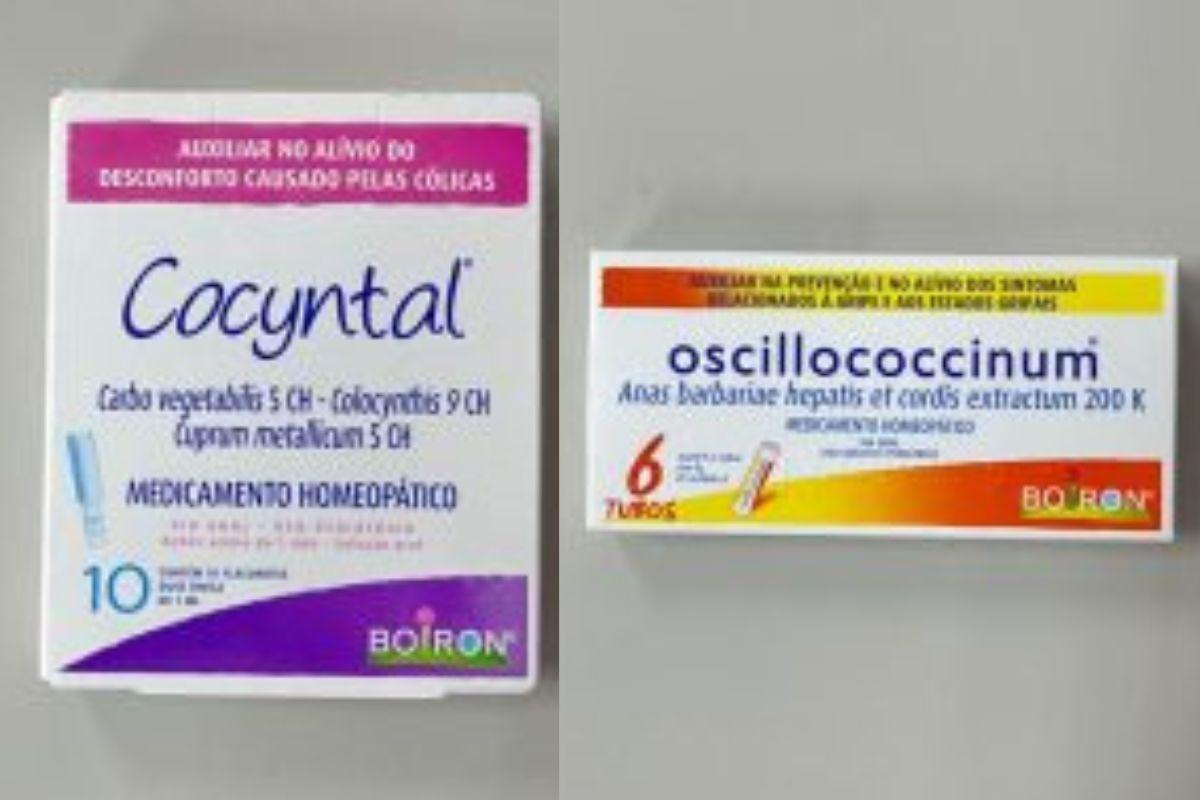 AUXILIAR NO ALÍVIO DO
DESCONFORTO CAUSADO PELAS CÓLICAS
Cocyntal®
Carbo vegetabilis 5 CH - Colocynthis 9 CH
Cuprum metallicum 5 CH
MEDICAMENTO HOMEOPÁTICO
10
BOIRON®
AUXILIAR NA PREVENÇÃO E NO ALÍVIO DOS SINTOMAS
RELACIONADOS À GRIPE E AOS ESTADOS GRIPAIS
oscillococcinum®
Anas barbariae hepatis et cordis extractum 200 K
MEDICAMENTO HOMEOPÁTICO
6
TUBOS
BOIRON®